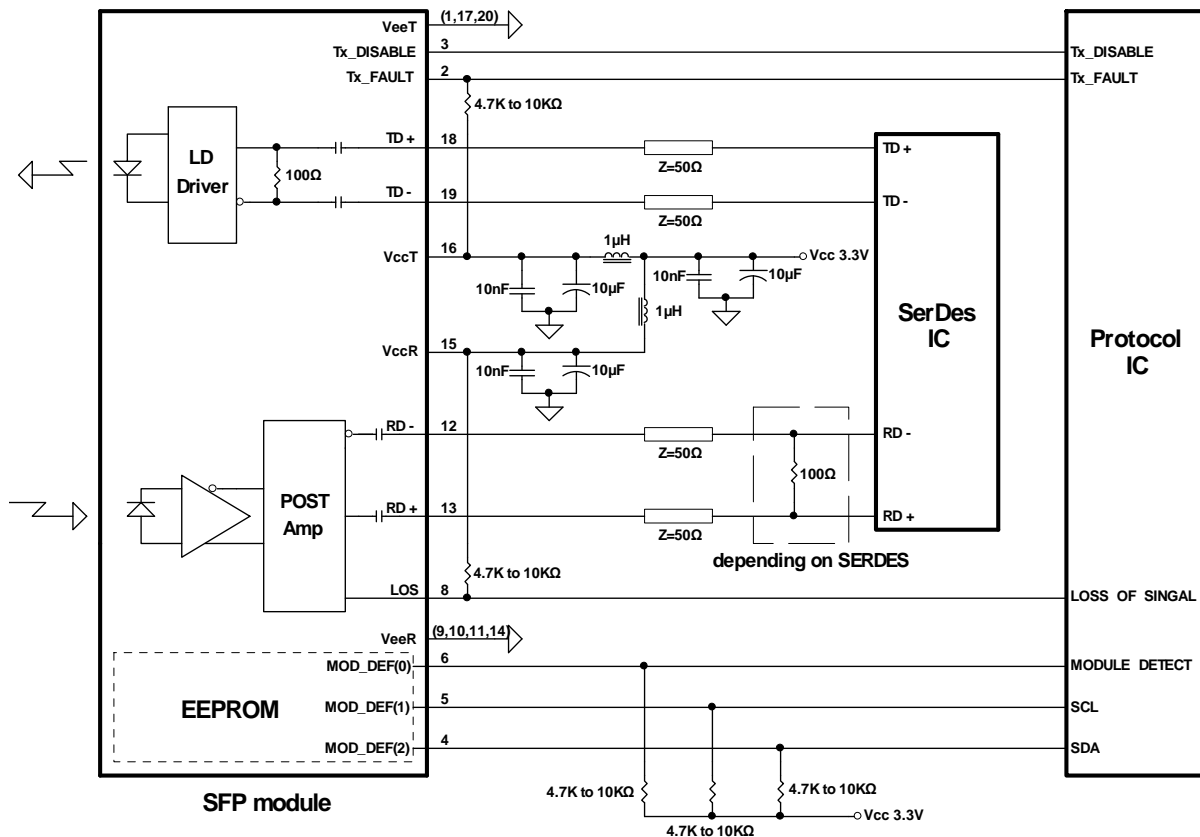 VeeT
(1,17,20)
Tx_DISABLE
3
Tx_DISABLE
Tx_FAULT
2
Tx_FAULT
4.7K to 10KΩ
LD
Driver
100Ω
TD +
18
Z=50Ω
TD +
TD -
19
Z=50Ω
TD -
VccT
16
1µH
Vcc 3.3V
10nF
10µF
10nF
10µF
1µH
SerDes
IC
Protocol
IC
VccR
15
10nF
10µF
POST
Amp
RD -
12
Z=50Ω
RD -
100Ω
RD +
13
Z=50Ω
RD +
depending on SERDES
4.7K to 10KΩ
LOS
8
LOSS OF SINGAL
VeeR
(9,10,11,14)
EEPROM
MOD_DEF(0)
6
MODULE DETECT
MOD_DEF(1)
5
SCL
MOD_DEF(2)
4
SDA
4.7K to 10KΩ
4.7K to 10KΩ
4.7K to 10KΩ
Vcc 3.3V
SFP module